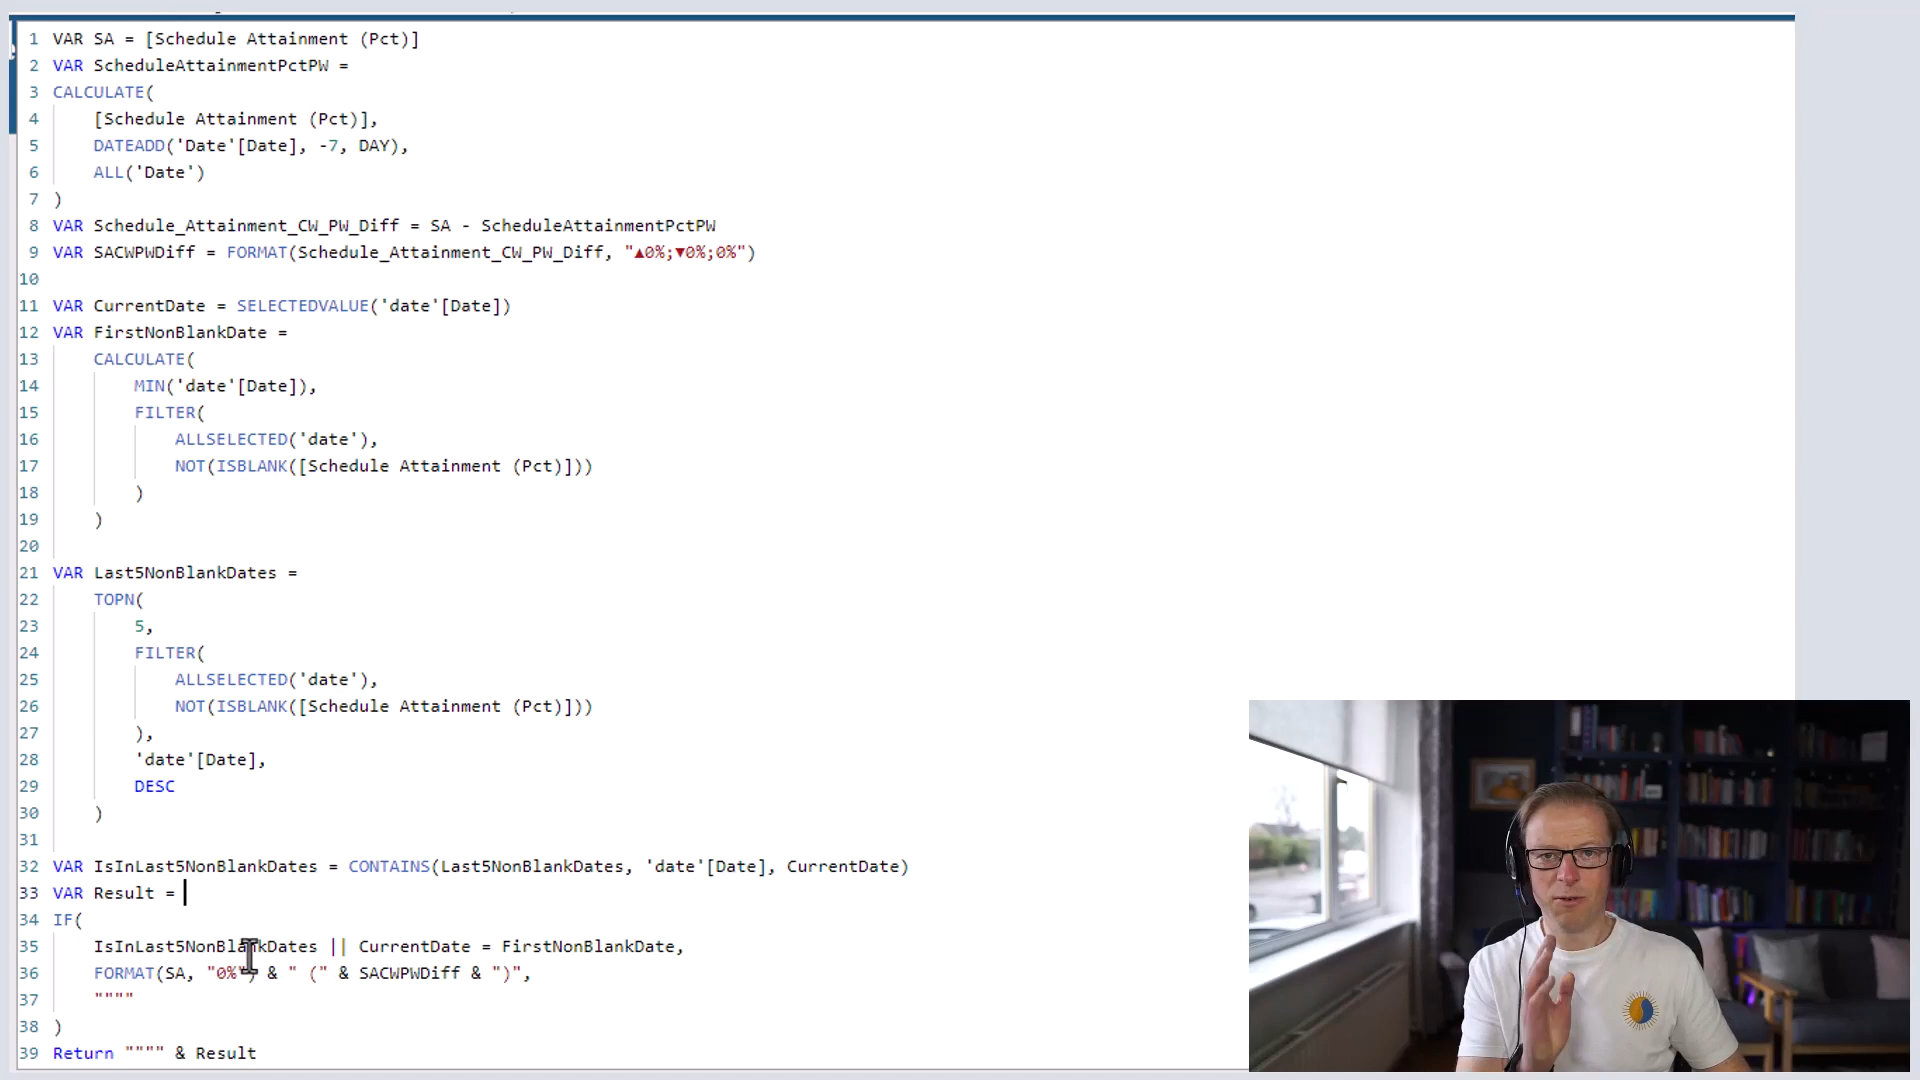 1 VAR SA = [Schedule Attainment (Pct)]
2 VAR ScheduleAttainmentPctPW =
3 CALCULATE(
4 [Schedule Attainment (Pct)],
5 DATEADD('Date'[Date], -7, DAY),
6 ALL('Date')
7 )
8 VAR Schedule_Attainment_CW_PW_Diff = SA - ScheduleAttainmentPctPW
9 VAR SACWPWDiff = FORMAT(Schedule_Attainment_CW_PW_Diff, "▲0%;▼0%;0%")
10
11 VAR CurrentDate = SELECTEDVALUE('date'[Date])
12 VAR FirstNonBlankDate =
13 CALCULATE(
14 MIN('date'[Date]),
15 FILTER(
16 ALLSELECTED('date'),
17 NOT(ISBLANK([Schedule Attainment (Pct)]))
18 )
19 )
20
21 VAR Last5NonBlankDates =
22 TOPN(
23 5,
24 FILTER(
25 ALLSELECTED('date'),
26 NOT(ISBLANK([Schedule Attainment (Pct)]))
27 ),
28 'date'[Date],
29 DESC
30 )
31
32 VAR IsInLast5NonBlankDates = CONTAINS(Last5NonBlankDates, 'date'[Date], CurrentDate)
33 VAR Result =
34 IF(
35 IsInLast5NonBlankDates || CurrentDate = FirstNonBlankDate,
36 FORMAT(SA, "0%") & " (" & SACWPWDiff & ")",
37 """"
38 )
39 Return """" & Result